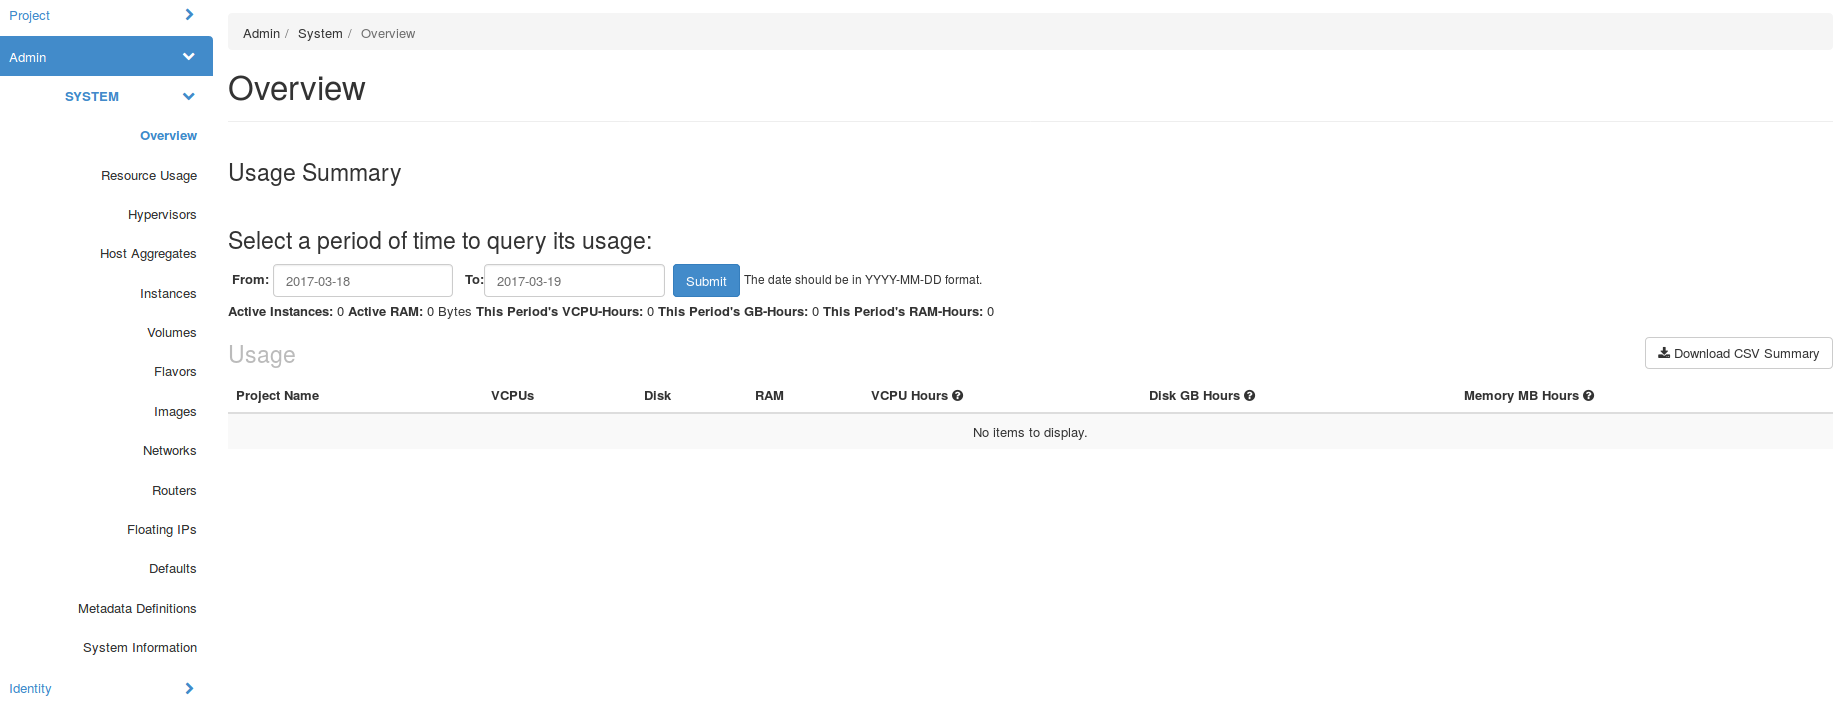 Project
Admin
SYSTEM
Overview
Resource Usage
Hypervisors
Host Aggregates
Instances
Volumes
Flavors
Images
Networks
Routers
Floating IPs
Defaults
Metadata Definitions
System Information
Identity
Admin / System / Overview
Overview
Usage Summary
Select a period of time to query its usage:
From: 2017-03-18 To: 2017-03-19 Submit The date should be in YYYY-MM-DD format.
Active Instances: 0 Active RAM: 0 Bytes This Period's VCPU-Hours: 0 This Period's GB-Hours: 0 This Period's RAM-Hours: 0
Usage
Download CSV Summary
Project Name VCPUs Disk RAM VCPU Hours Disk GB Hours Memory MB Hours
No items to display.